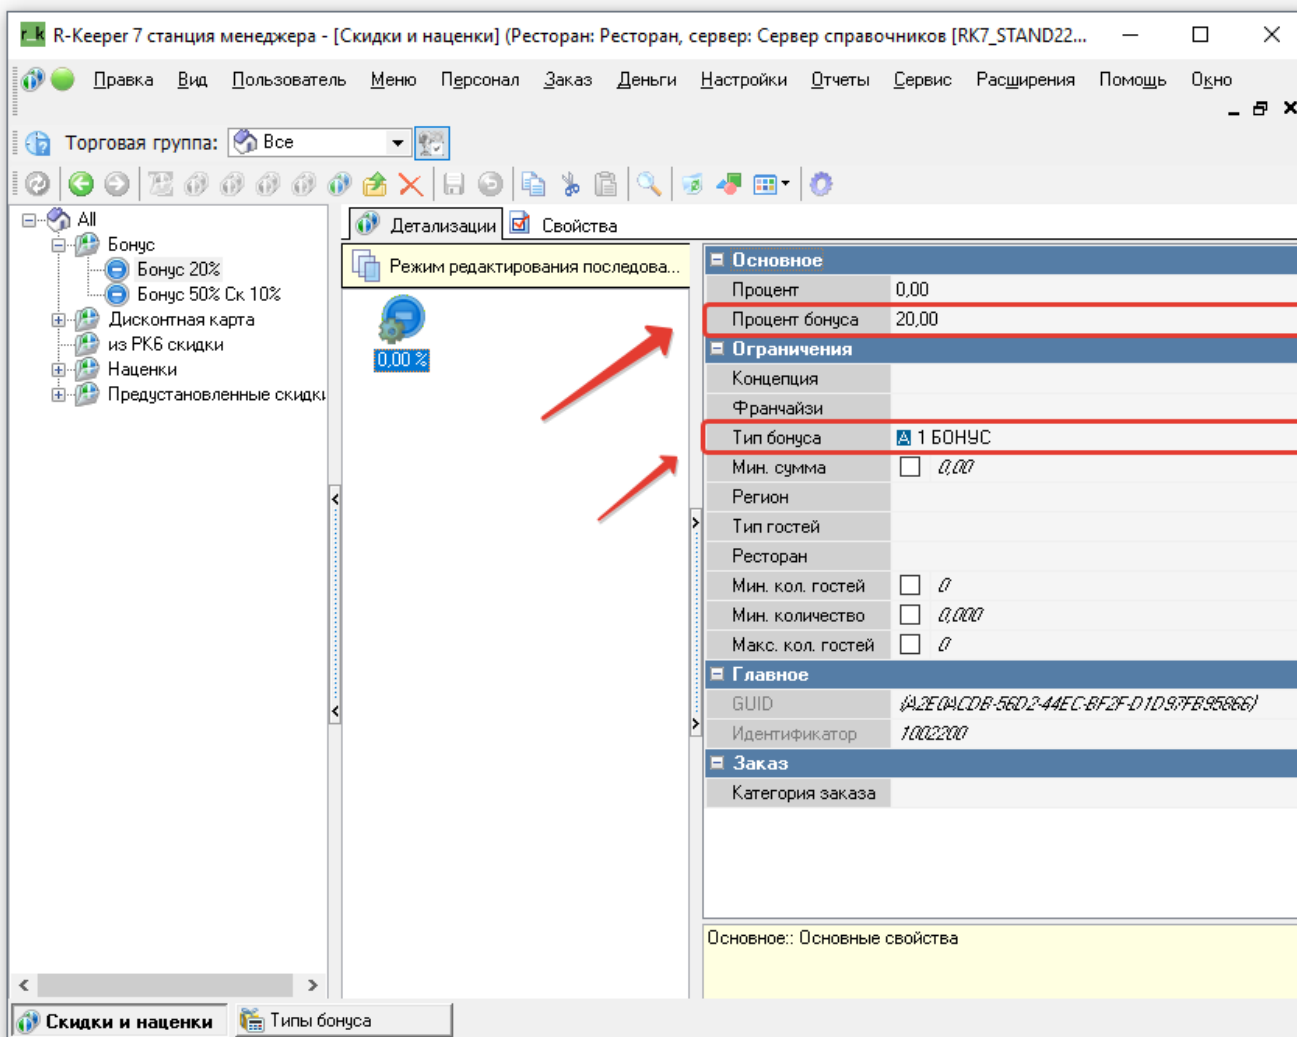 r_k R-Keeper 7 станция менеджера - [Скидки и наценки] (Ресторан: Ресторан, сервер: Сервер справочников [RK7_STAND22...
Правка Вид Пользователь Меню Персонал Заказ Деньги Настройки Отчеты Сервис Расширения Помощь Окно
Торговая группа: Все
All
Бонус
Бонус 20%
Бонус 50% Ск 10%
Дисконтная карта
из РК6 скидки
Наценки
Предустановленные скидки
Детализации Свойства
Режим редактирования последова...
0,00 %
Основное
Процент 0,00
Процент бонуса 20,00
Ограничения
Концепция
Франчайзи
Тип бонуса A 1 БОНУС
Мин. сумма 0,00
Регион
Тип гостей
Ресторан
Мин. кол. гостей 0
Мин. количество 0,000
Макс. кол. гостей 0
Главное
GUID {A2E0ACDB-56D2-44EC-BF2F-D1D97FB95866}
Идентификатор 1002200
Заказ
Категория заказа
Основное:: Основные свойства
Скидки и наценки Типы бонуса